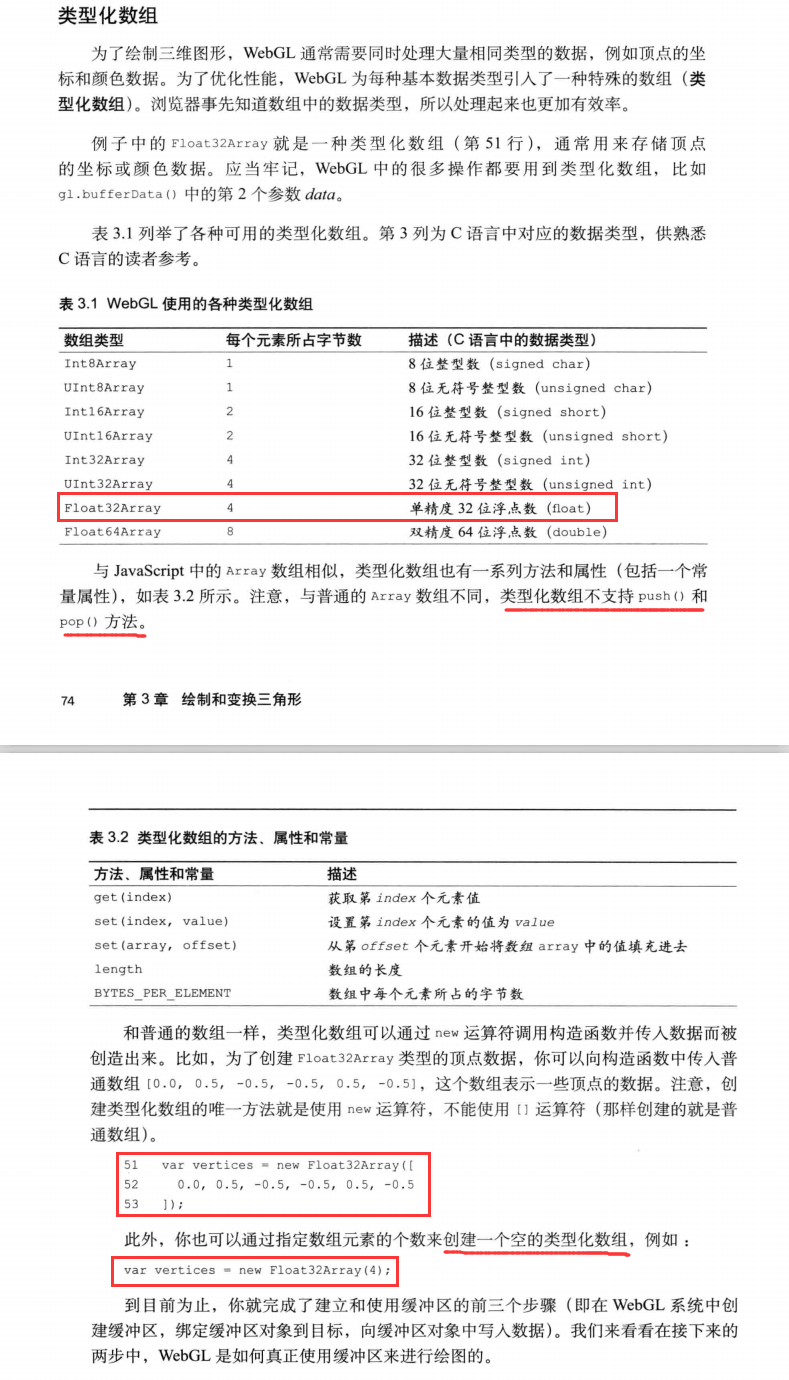 类型化数组
为了绘制三维图形，WebGL 通常需要同时处理大量相同类型的数据，例如顶点的坐
标和颜色数据。为了优化性能，WebGL 为每种基本数据类型引入了一种特殊的数组（类
型化数组）。浏览器事先知道数组中的数据类型，所以处理起来也更加有效率。
例子中的 Float32Array 就是一种类型化数组（第 51 行），通常用来存储顶点
的坐标或颜色数据。应当牢记，WebGL 中的很多操作都要用到类型化数组，比如
gl.bufferData() 中的第 2 个参数 data。
表 3.1 列举了各种可用的类型化数组。第 3 列为 C 语言中对应的数据类型，供熟悉
C 语言的读者参考。
表 3.1 WebGL 使用的各种类型化数组
数组类型 每个元素所占字节数 描述（C 语言中的数据类型）
Int8Array 1 8 位整型数 (signed char)
UInt8Array 1 8 位无符号整型数 (unsigned char)
Int16Array 2 16 位整型数 (signed short)
UInt16Array 2 16 位无符号整型数 (unsigned short)
Int32Array 4 32 位整型数 (signed int)
UInt32Array 4 32 位无符号整型数 (unsigned int)
Float32Array 4 单精度 32 位浮点数 (float)
Float64Array 8 双精度 64 位浮点数 (double)
与 JavaScript 中的 Array 数组相似，类型化数组也有一系列方法和属性（包括一个常
量属性），如表 3.2 所示。注意，与普通的 Array 数组不同，类型化数组不支持 push() 和
pop() 方法。
74 第 3 章 绘制和变换三角形
表 3.2 类型化数组的方法、属性和常量
方法、属性和常量 描述
get(index) 获取第 index 个元素值
set(index, value) 设置第 index 个元素的值为 value
set(array, offset) 从第 offset 个元素开始将数组 array 中的值填充进去
length 数组的长度
BYTES_PER_ELEMENT 数组中每个元素所占的字节数
和普通的数组一样，类型化数组可以通过 new 运算符调用构造函数并传入数据而被
创造出来。比如，为了创建 Float32Array 类型的顶点数据，你可以向构造函数中传入普
通数组 [0.0, 0.5, -0.5, -0.5, 0.5, -0.5]，这个数组表示一些顶点的数据。注意，创
建类型化数组的唯一方法就是使用 new 运算符，不能使用 [] 运算符（那样创建的就是普
通数组）。
51 var vertices = new Float32Array([
52 0.0, 0.5, -0.5, -0.5, 0.5, -0.5
53 ]);
此外，你也可以通过指定数组元素的个数来创建一个空的类型化数组，例如：
var vertices = new Float32Array(4);
到目前为止，你就完成了建立和使用缓冲区的前三个步骤（即在 WebGL 系统中创
建缓冲区，绑定缓冲区对象到目标，向缓冲区对象中写入数据）。我们来看看在接下来的
两步中，WebGL 是如何真正使用缓冲区来进行绘图的。